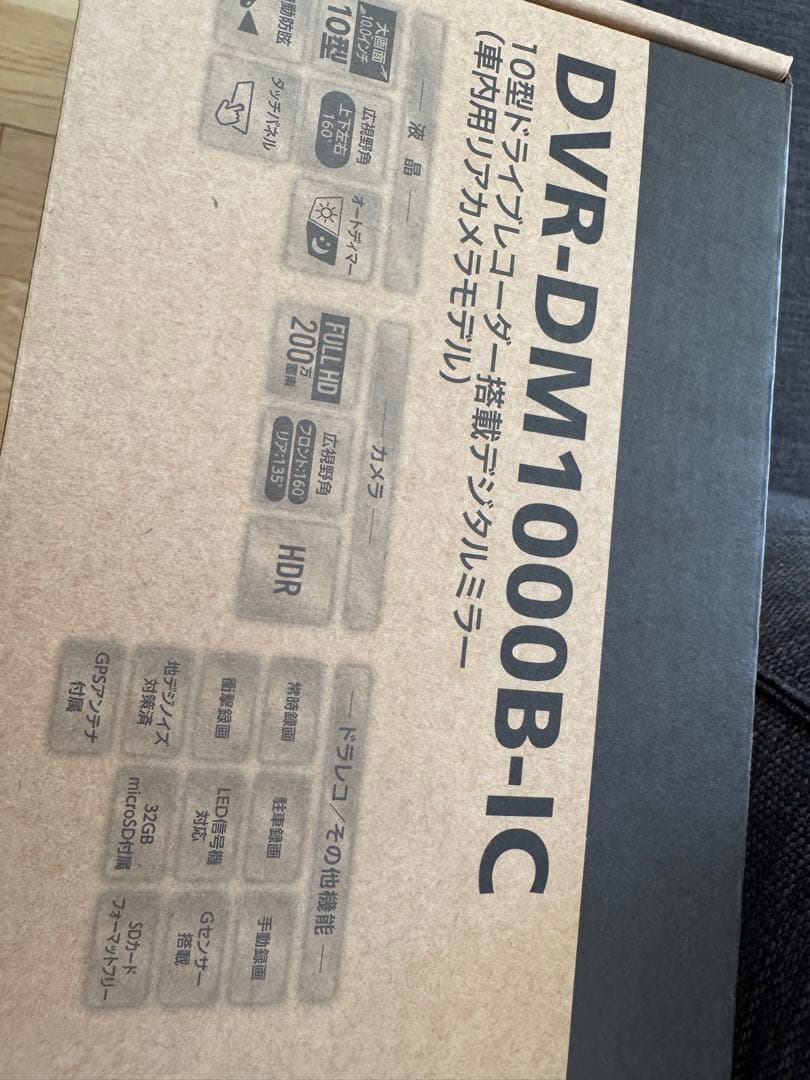 DVR-DM1000B-IC
10型ドライブレコーダー搭載デジタルミラー
(車内用リアカメラモデル)
液晶
大画面
10.0インチ
10型
広視野角
上下左右
160°
オートディマー
動防眩
タッチパネル
カメラ
FULL HD
200万画素
広視野角
フロント:160°
リア:135°
HDR
ドラレコ/その他機能
常時録画
駐車録画
手動録画
衝撃録画
LED信号機
対応
Gセンサー
搭載
地デジノイズ
対策済
32GB
microSD付属
SDカード
フォーマットフリー
GPSアンテナ
付属